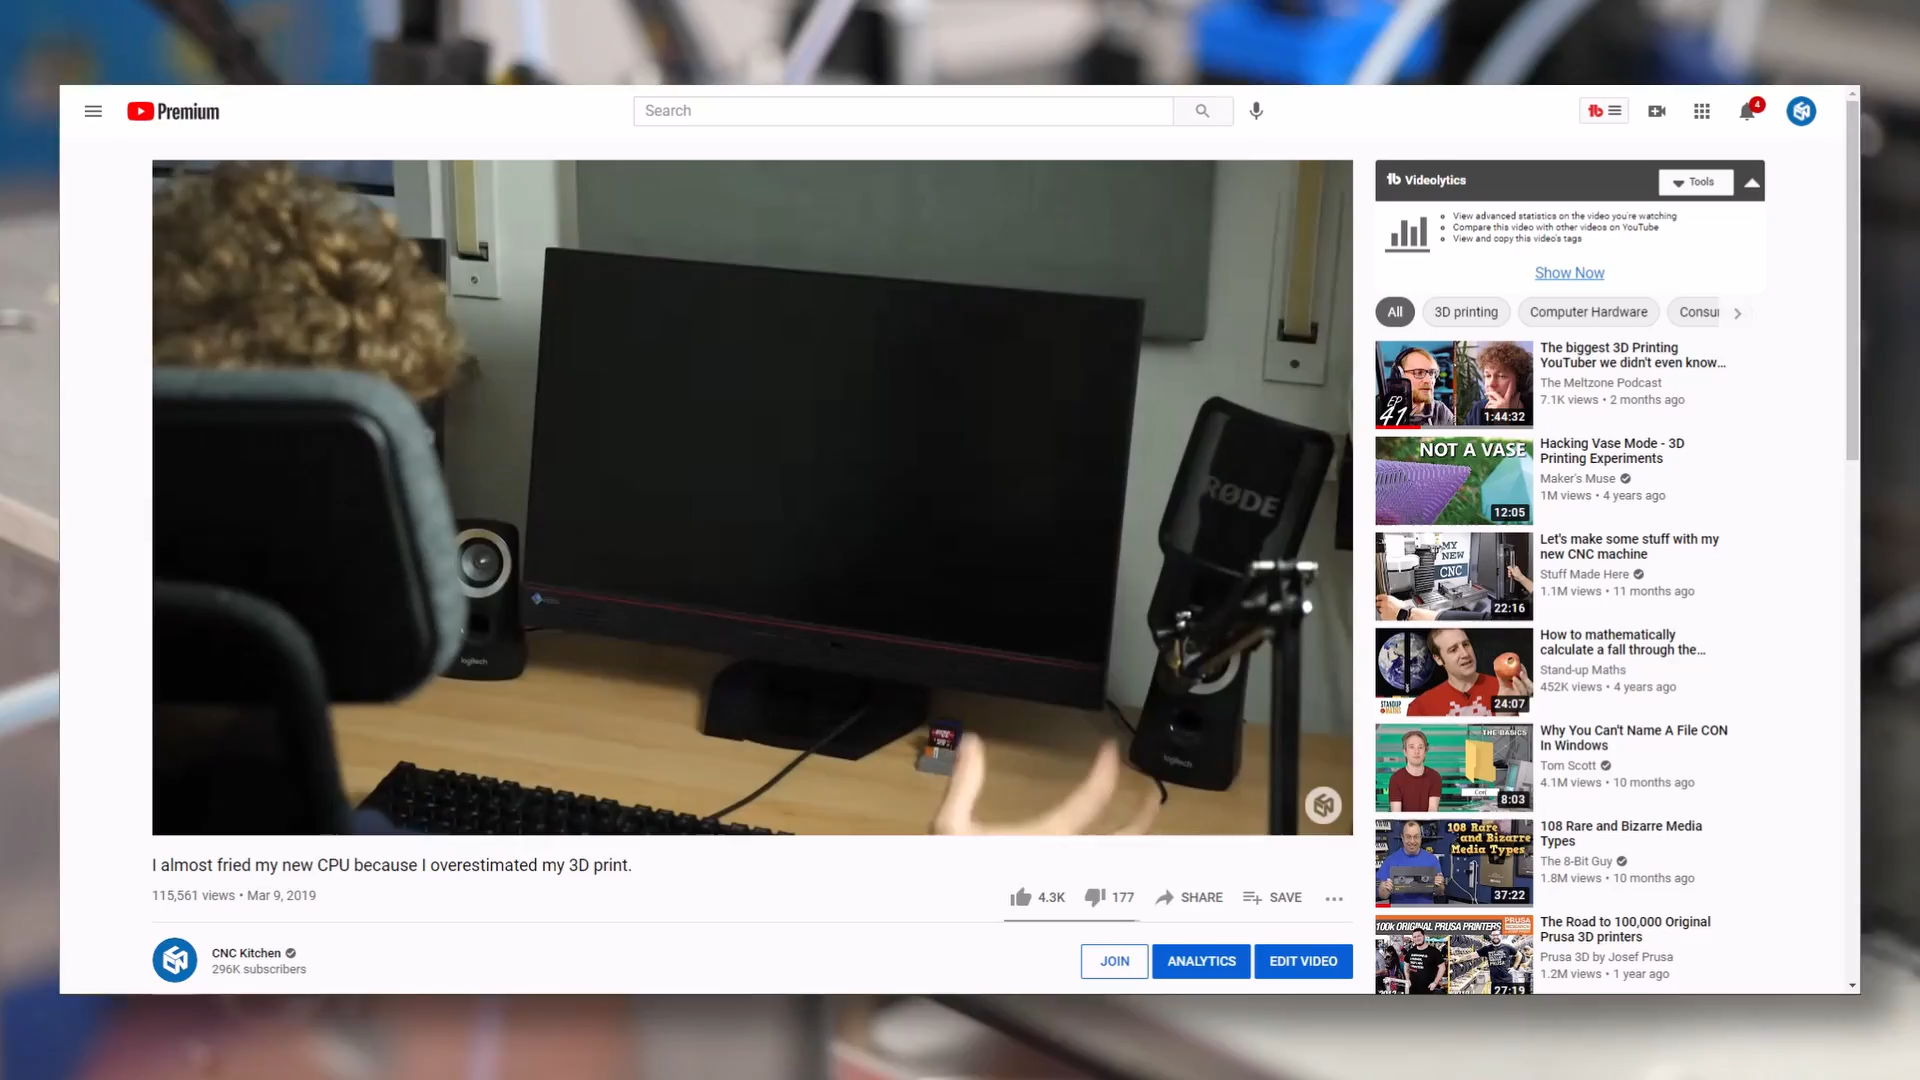 Premium
Search
4
RØDE
logitech
logitech
I almost fried my new CPU because I overestimated my 3D print.
115,561 views • Mar 9, 2019
4.3K
177
SHARE
SAVE
CNC Kitchen
296K subscribers
JOIN
ANALYTICS
EDIT VIDEO
Videolytics
Tools
View advanced statistics on the video you're watching
Compare this video with other videos on YouTube
View and copy this video's tags
Show Now
All
3D printing
Computer Hardware
Consu
EP
41
1:44:32
The biggest 3D Printing
YouTuber we didn't even know...
The Meltzone Podcast
7.1K views • 2 months ago
NOT A VASE
12:05
Hacking Vase Mode - 3D
Printing Experiments
Maker's Muse
1M views • 4 years ago
MY
NEW
CNC
22:16
Let's make some stuff with my
new CNC machine
Stuff Made Here
1.1M views • 11 months ago
STANDUP
MATHS
24:07
How to mathematically
calculate a fall through the...
Stand-up Maths
452K views • 4 years ago
THE BASICS
8:03
Why You Can't Name A File CON
In Windows
Tom Scott
4.1M views • 10 months ago
108 Rare
and Bizarre
Media Types
37:22
108 Rare and Bizarre Media
Types
The 8-Bit Guy
1.8M views • 10 months ago
100k ORIGINAL PRUSA PRINTERS
PRUSA
27:19
The Road to 100,000 Original
Prusa 3D printers
Prusa 3D by Josef Prusa
1.2M views • 1 year ago